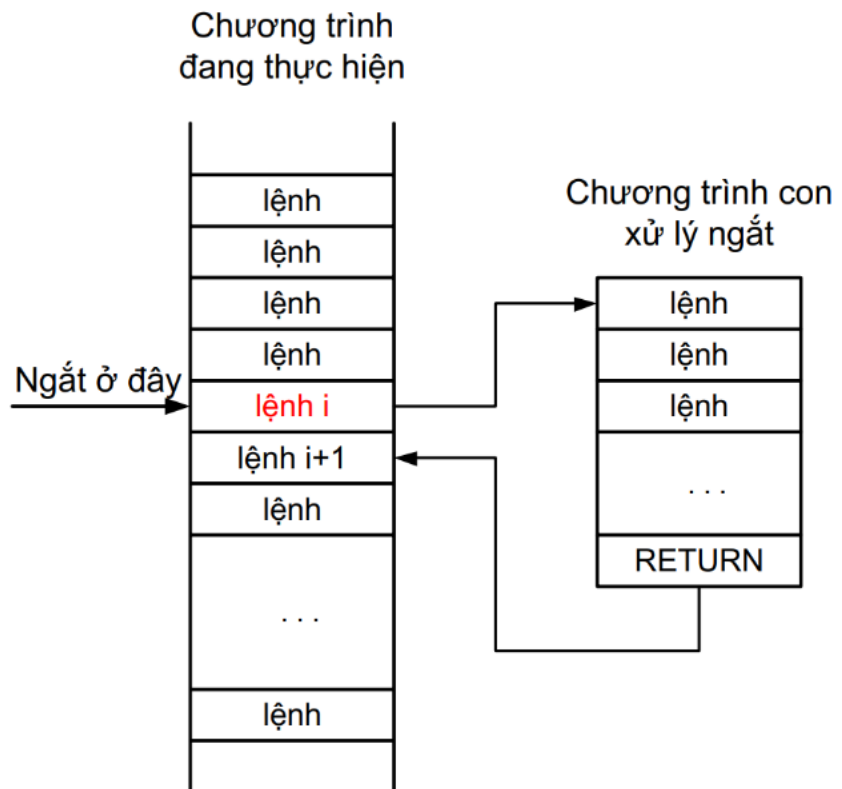 Chương trình
đang thực hiện
lệnh
lệnh
lệnh
lệnh
Ngắt ở đây
lệnh i
lệnh i+1
lệnh
. . .
lệnh
Chương trình con
xử lý ngắt
lệnh
lệnh
lệnh
. . .
RETURN